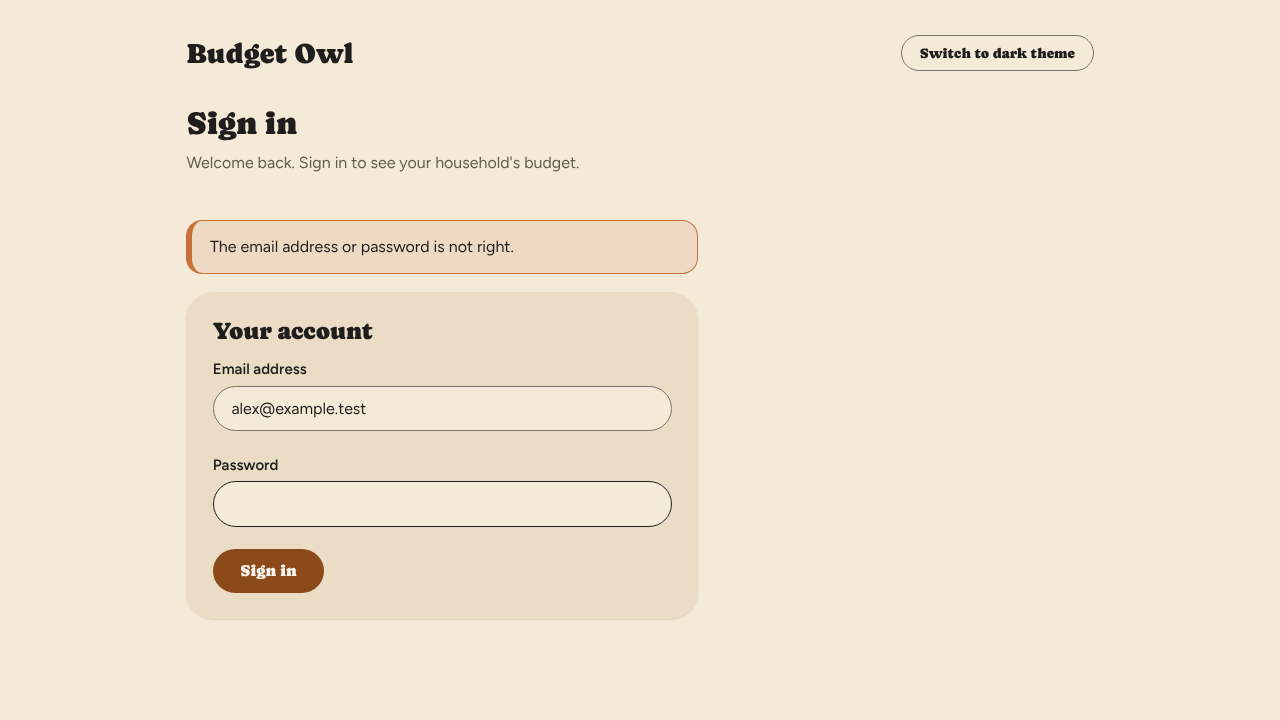 Budget Owl
Switch to dark theme
Sign in
Welcome back. Sign in to see your household's budget.
The email address or password is not right.
Your account
Email address
alex@example.test
Password
Sign in